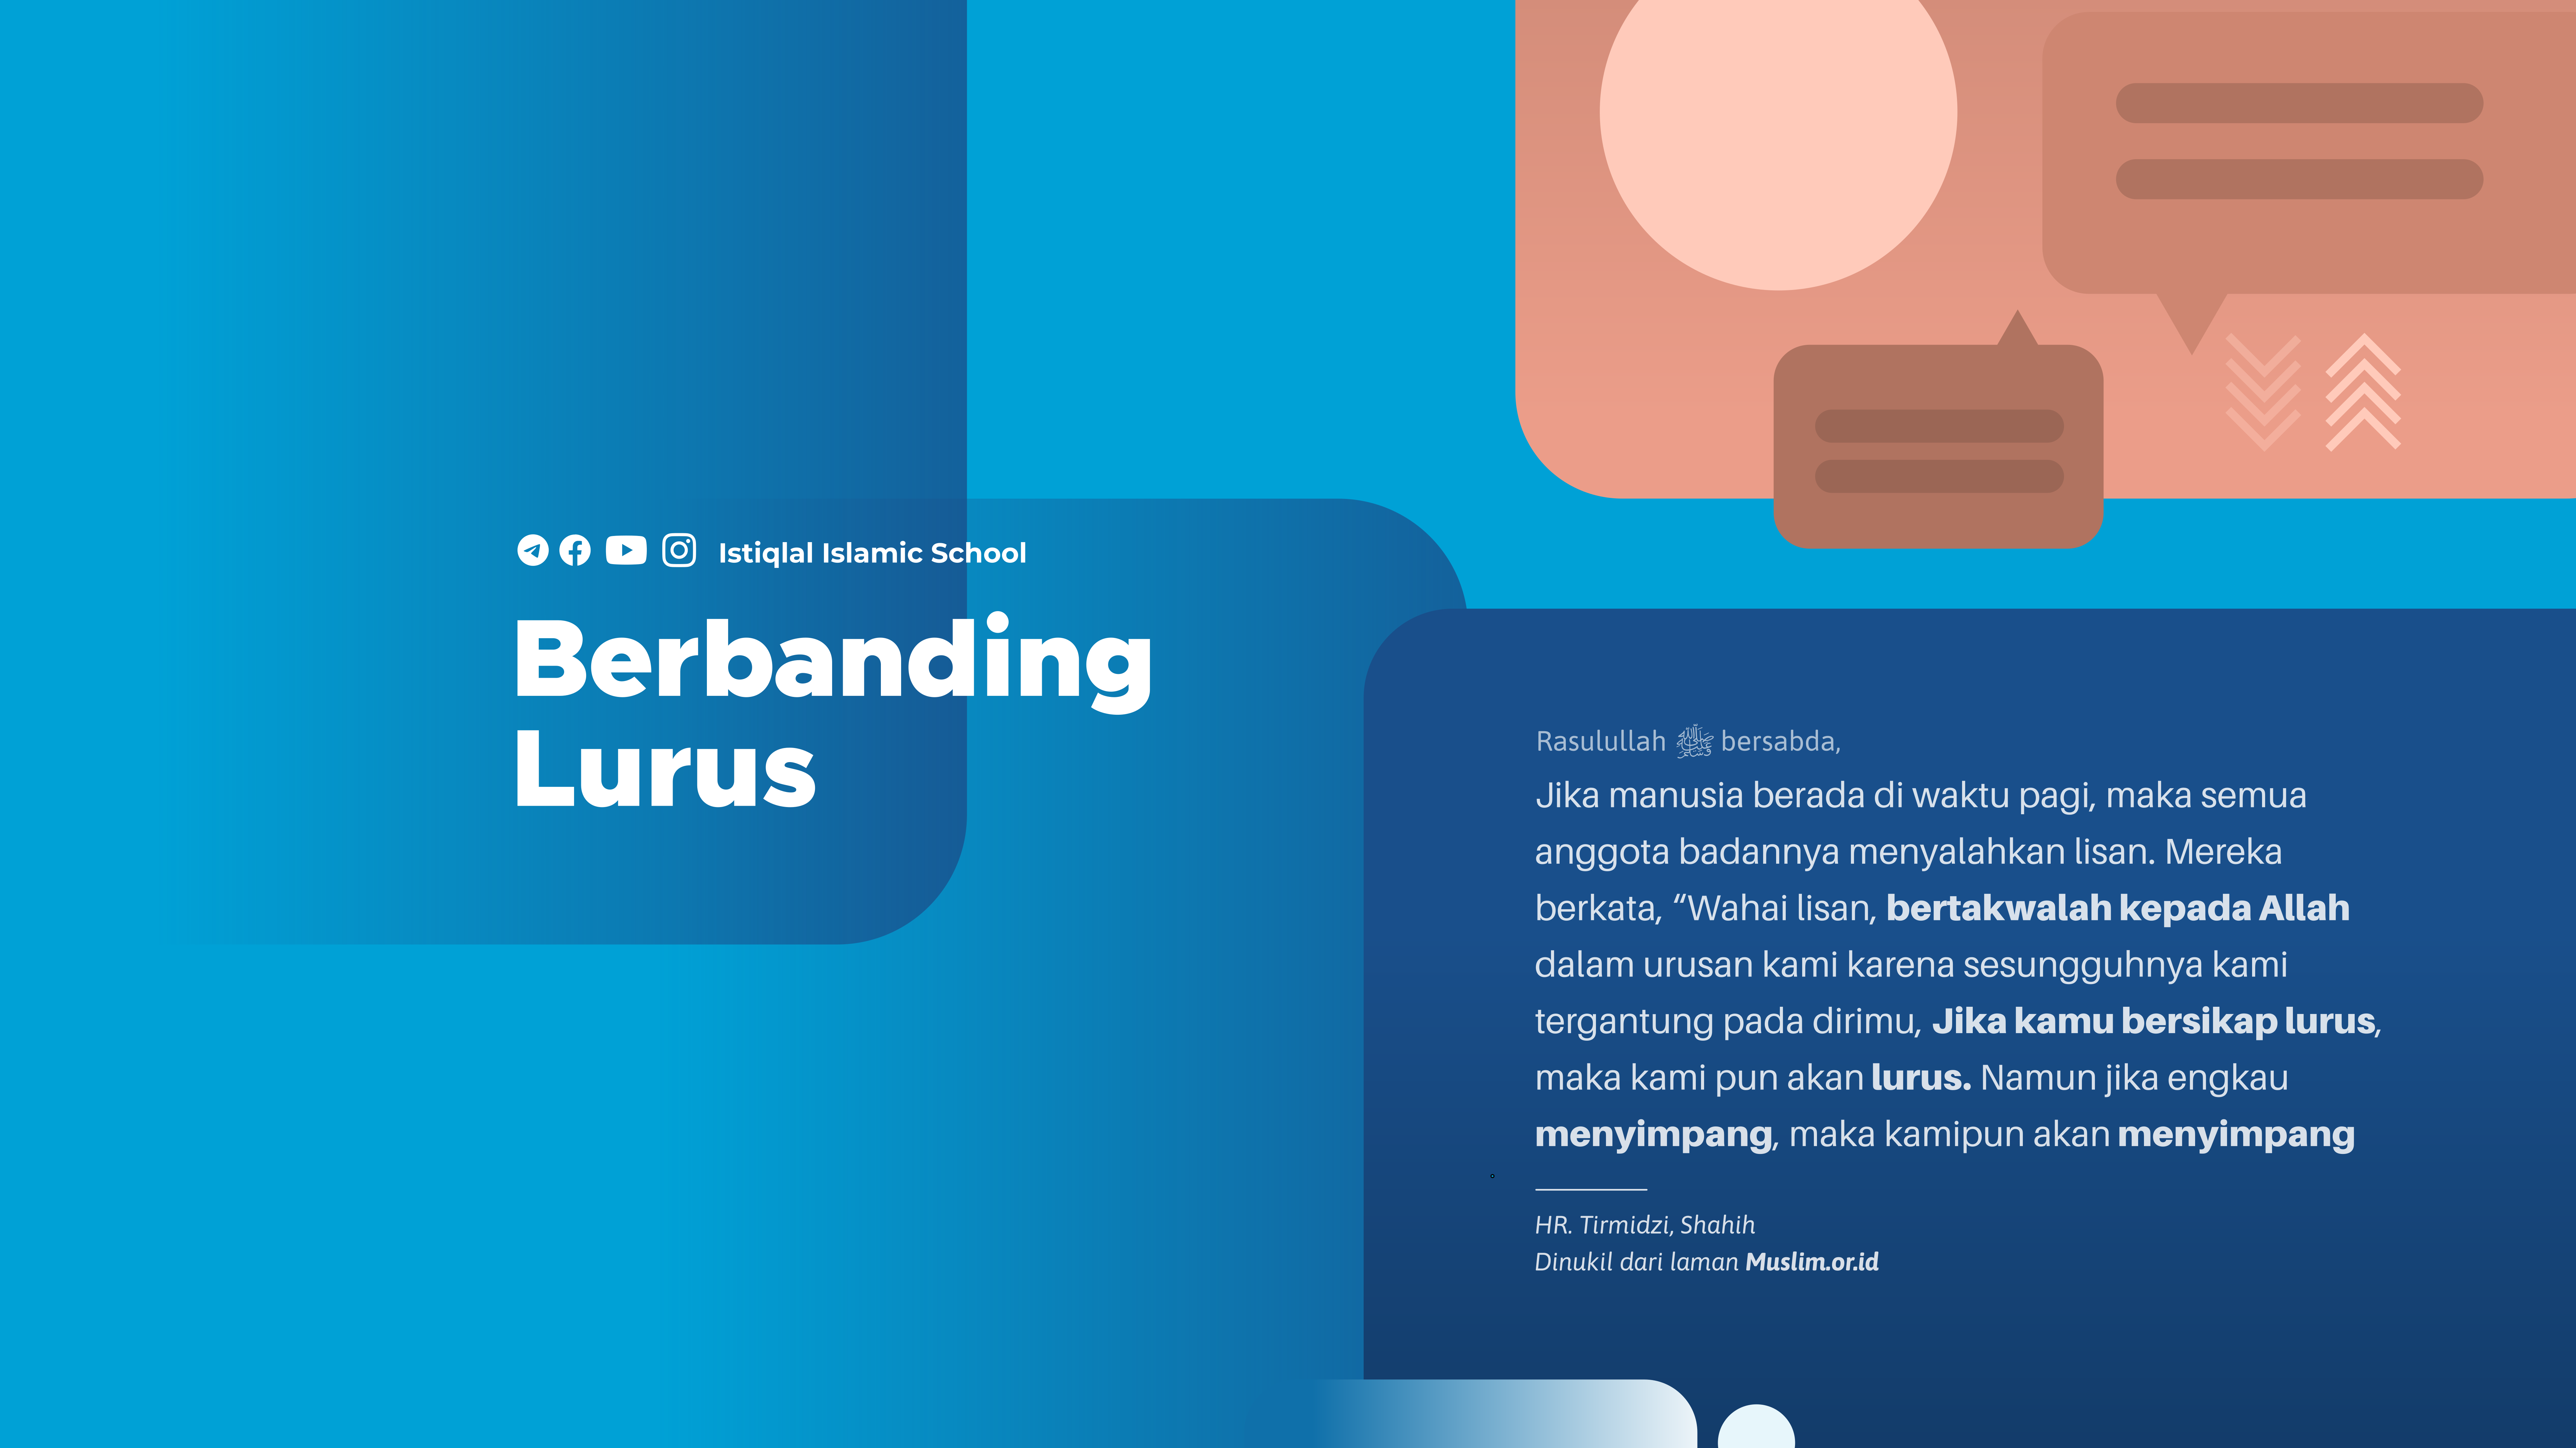 Istiqlal Islamic School
Berbanding
Lurus
Rasulullah ﷺ bersabda,
Jika manusia berada di waktu pagi, maka semua
anggota badannya menyalahkan lisan. Mereka
berkata, “Wahai lisan, bertakwalah kepada Allah
dalam urusan kami karena sesungguhnya kami
tergantung pada dirimu, Jika kamu bersikap lurus,
maka kami pun akan lurus. Namun jika engkau
menyimpang, maka kamipun akan menyimpang
HR. Tirmidzi, Shahih
Dinukil dari laman Muslim.or.id